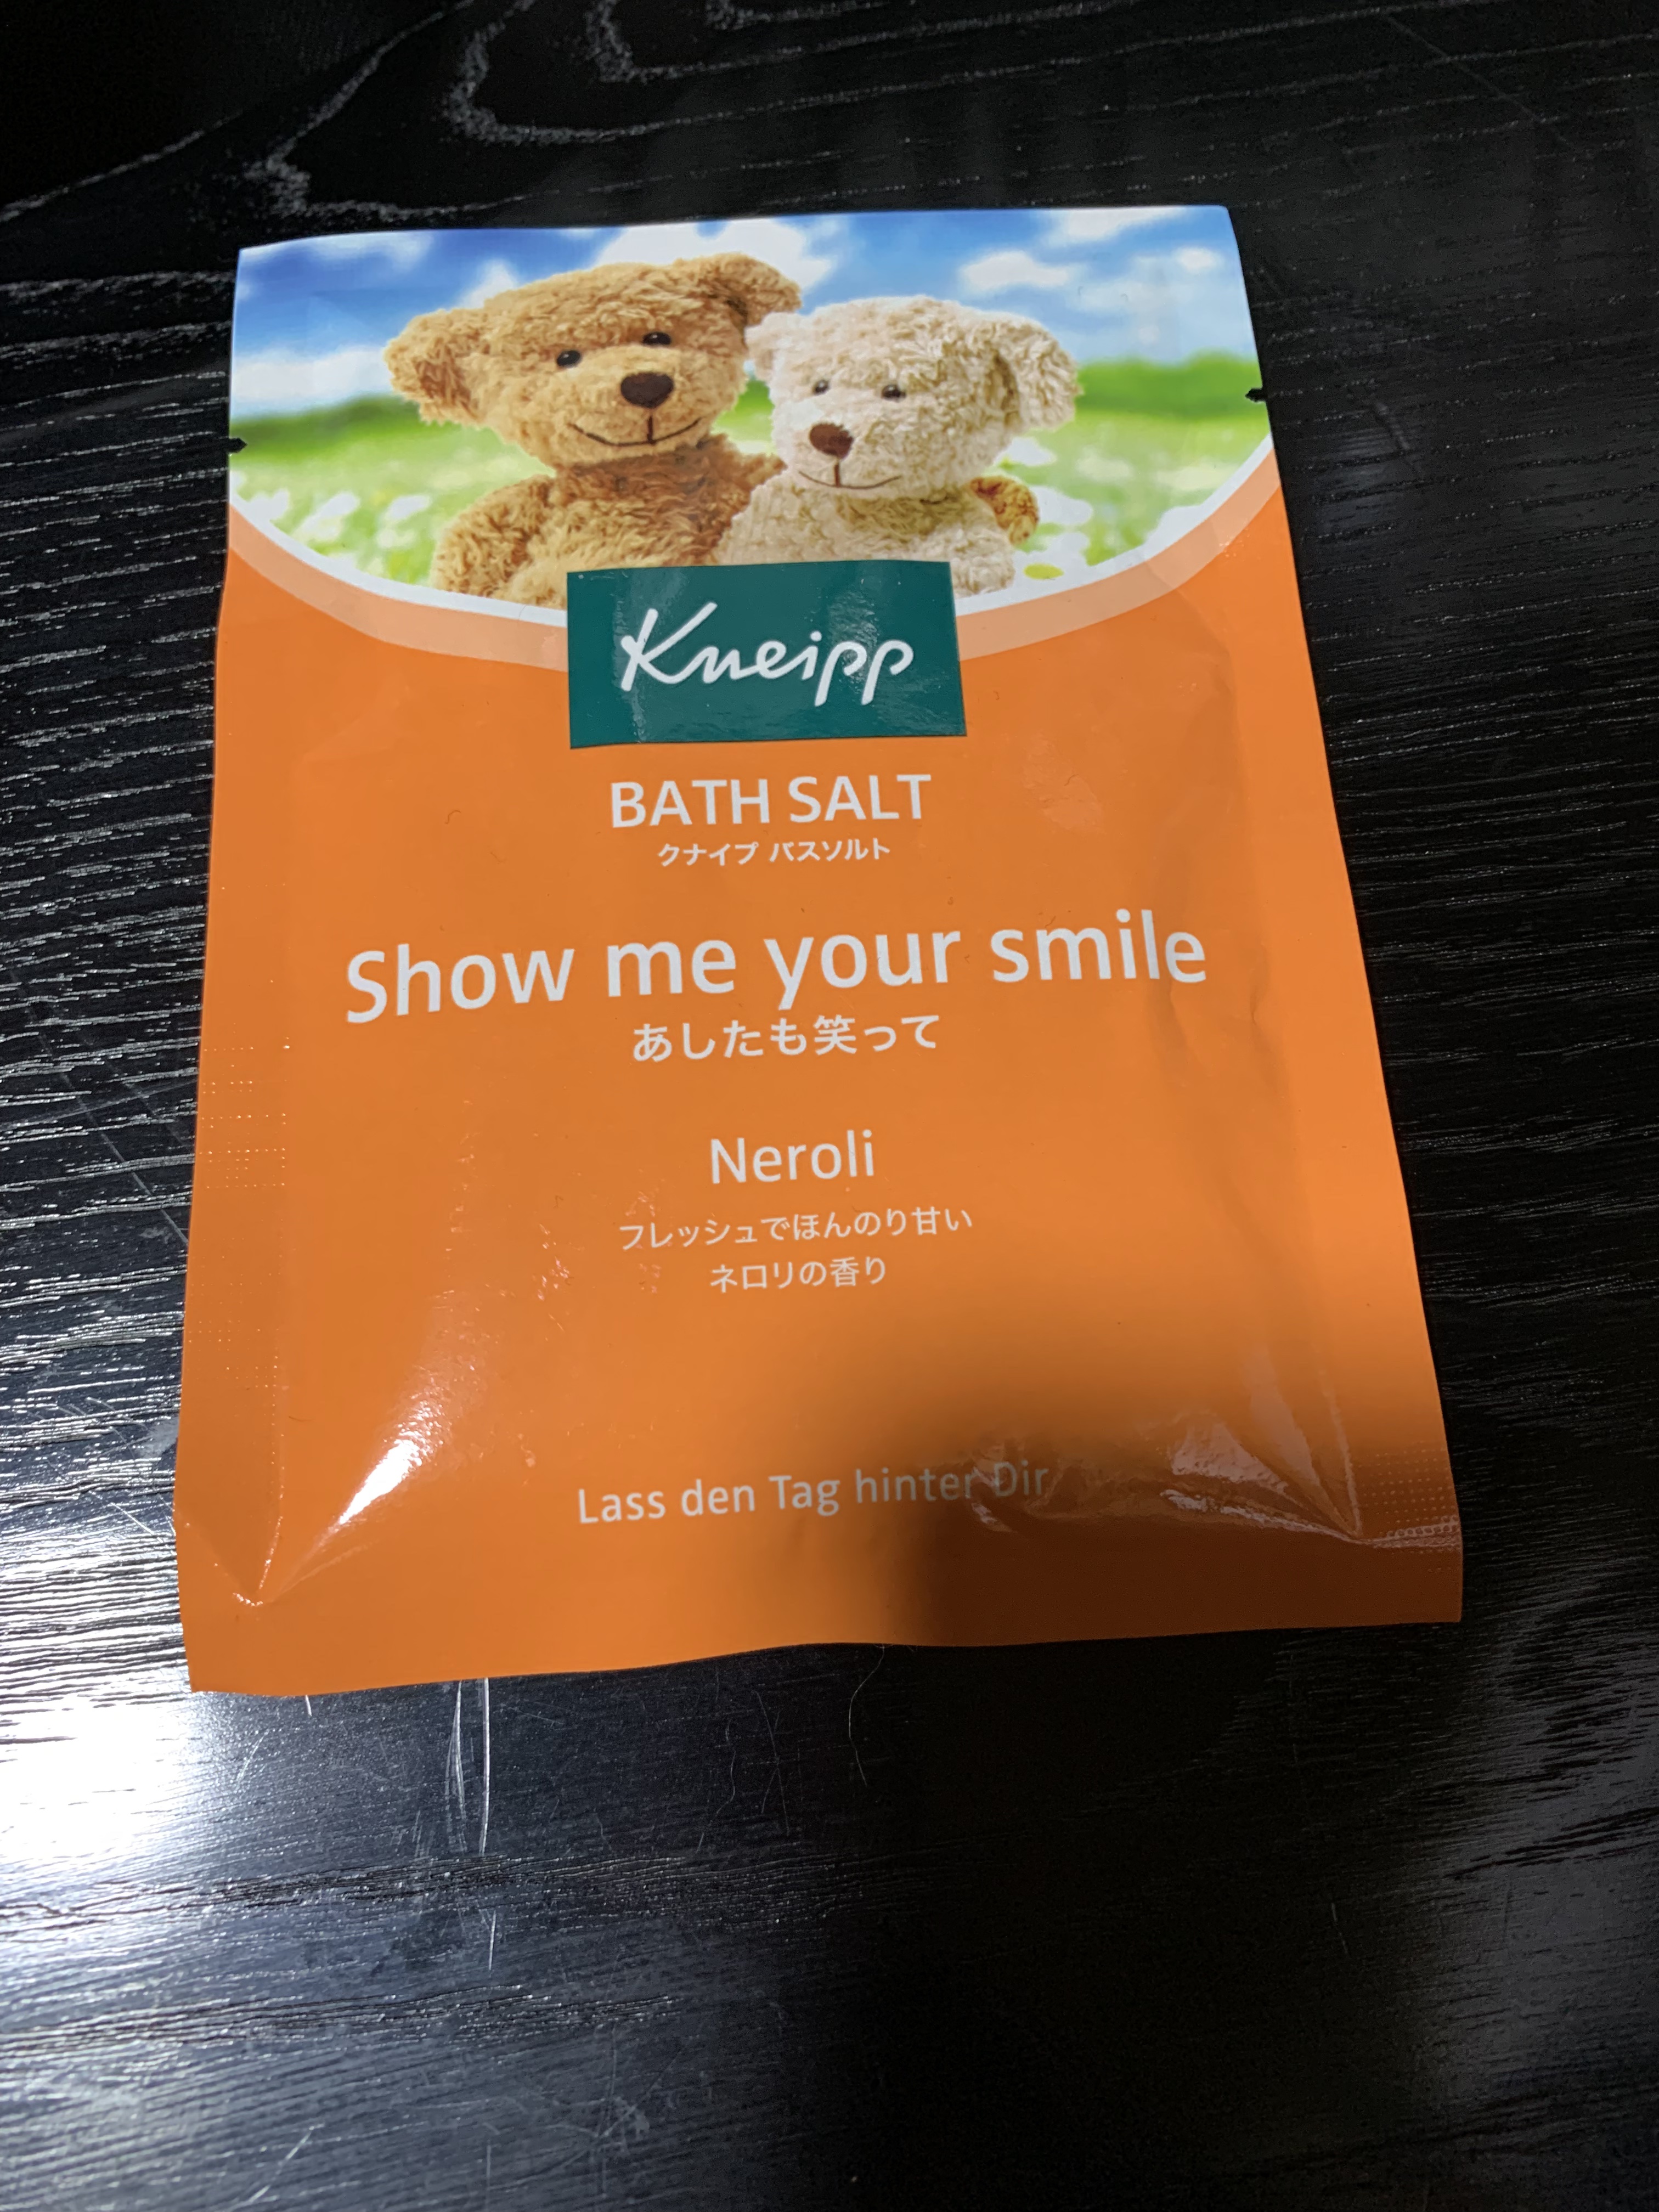 Kneipp
BATH SALT
クナイプ バスソルト
Show me your smile
あしたも笑って
Neroli
フレッシュでほんのり甘い
ネロリの香り
Lass den Tag hinter Dir